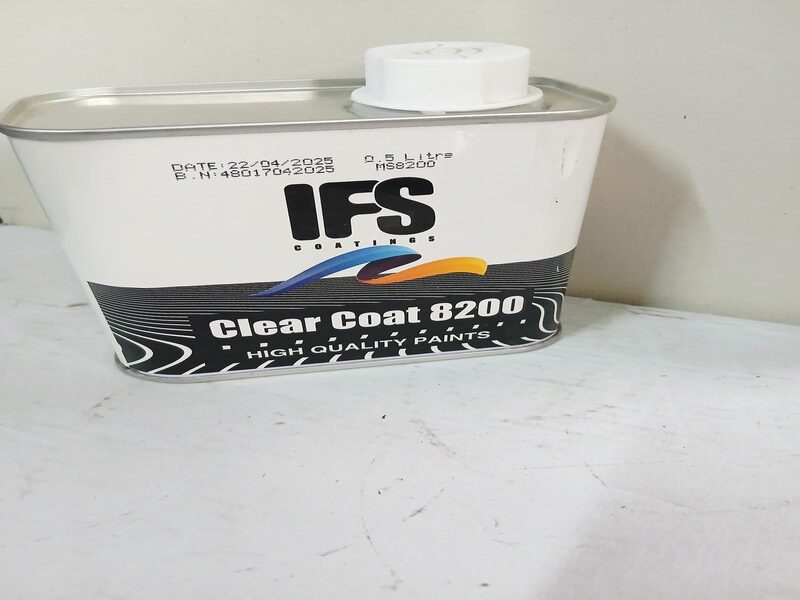 DATE:22/04/2025 0.5 Litre
B.N:48017042025 MS8200
IFS
COATINGS
Clear Coat 8200
HIGH QUALITY PAINTS